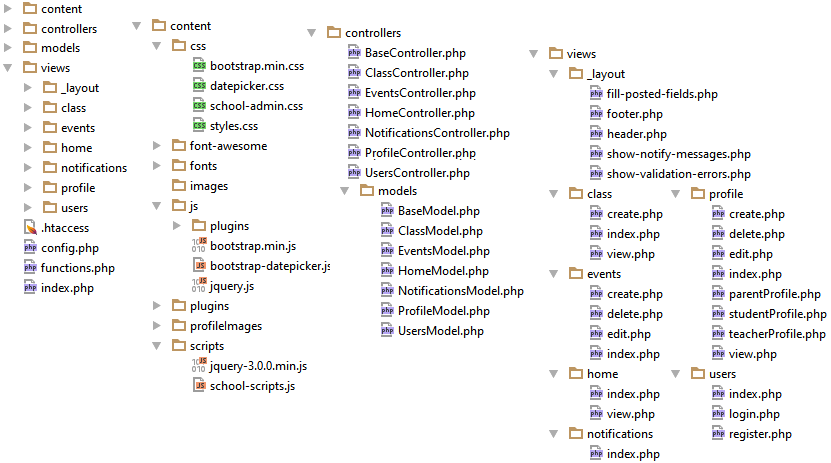 content
controllers
models
views
_layout
class
events
home
notifications
profile
users
.htaccess
config.php
functions.php
index.php
content
css
bootstrap.min.css
datepicker.css
school-admin.css
styles.css
font-awesome
fonts
images
js
plugins
bootstrap.min.js
bootstrap-datepicker.js
jquery.js
plugins
profileImages
scripts
jquery-3.0.0.min.js
school-scripts.js
controllers
BaseController.php
ClassController.php
EventsController.php
HomeController.php
NotificationsController.php
ProfileController.php
UsersController.php
models
BaseModel.php
ClassModel.php
EventsModel.php
HomeModel.php
NotificationsModel.php
ProfileModel.php
UsersModel.php
views
_layout
fill-posted-fields.php
footer.php
header.php
show-notify-messages.php
show-validation-errors.php
class
create.php
index.php
view.php
events
create.php
delete.php
edit.php
index.php
home
index.php
view.php
notifications
index.php
profile
create.php
delete.php
edit.php
index.php
parentProfile.php
studentProfile.php
teacherProfile.php
view.php
users
index.php
login.php
register.php